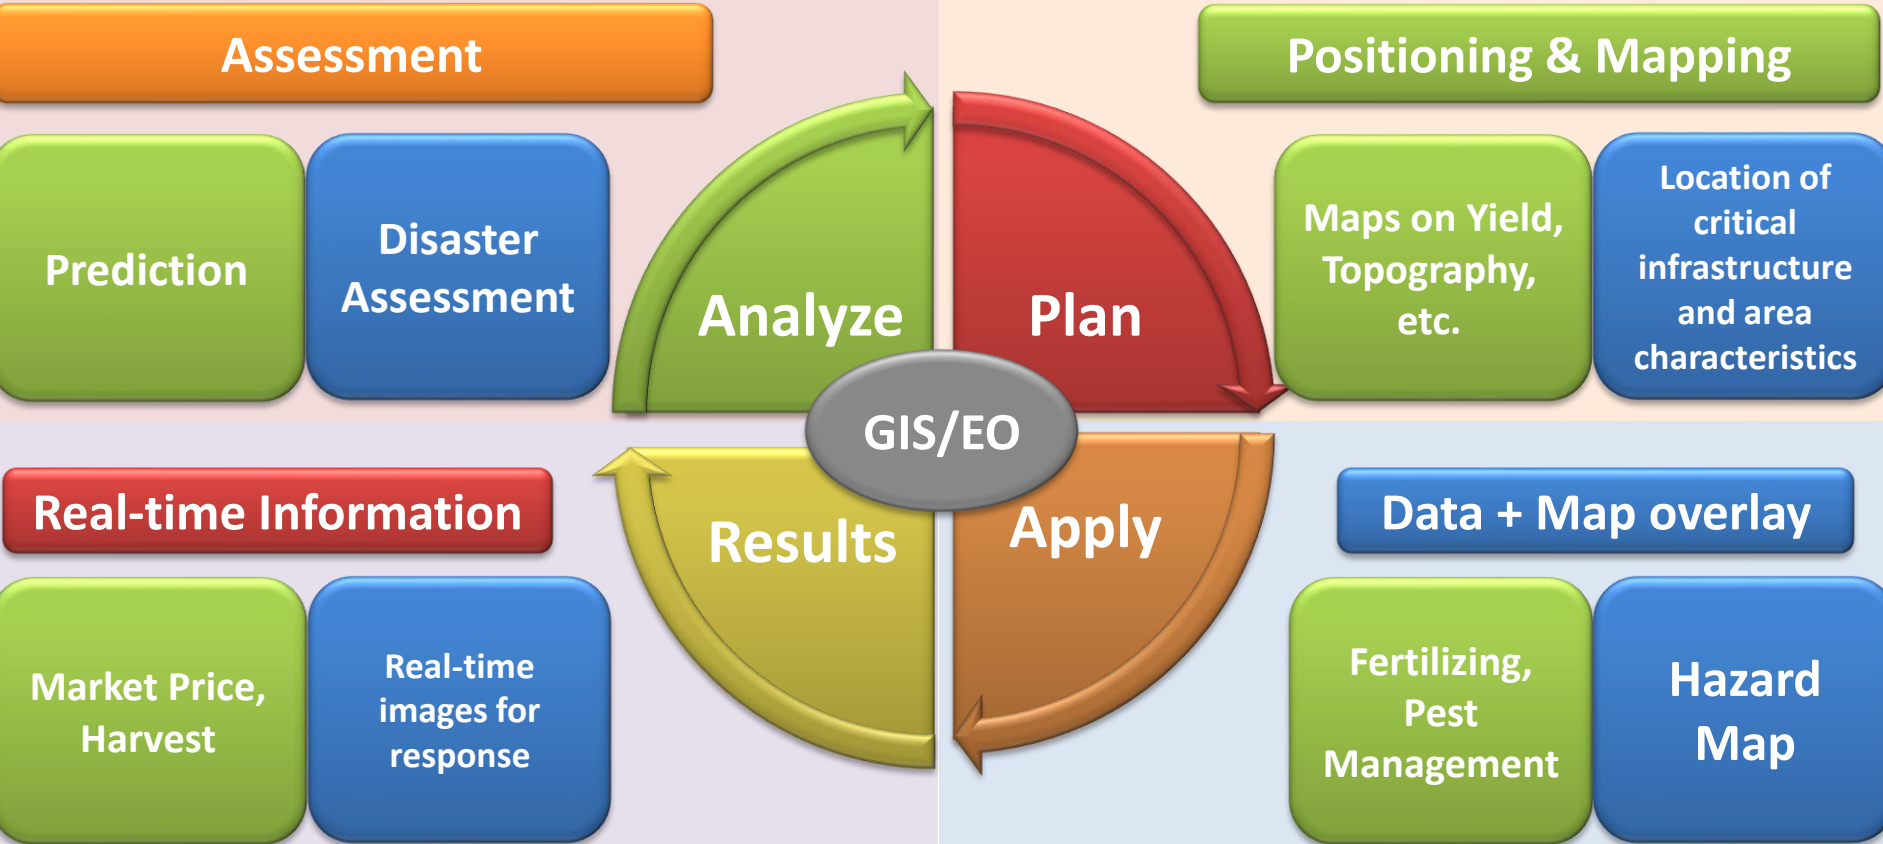 Assessment
Prediction
Disaster
Assessment
Analyze
Plan
Positioning & Mapping
Maps on Yield,
Topography,
etc.
Location of
critical
infrastructure
and area
characteristics
GIS/EO
Real-time Information
Market Price,
Harvest
Real-time
images for
response
Results
Apply
Data + Map overlay
Fertilizing,
Pest
Management
Hazard
Map